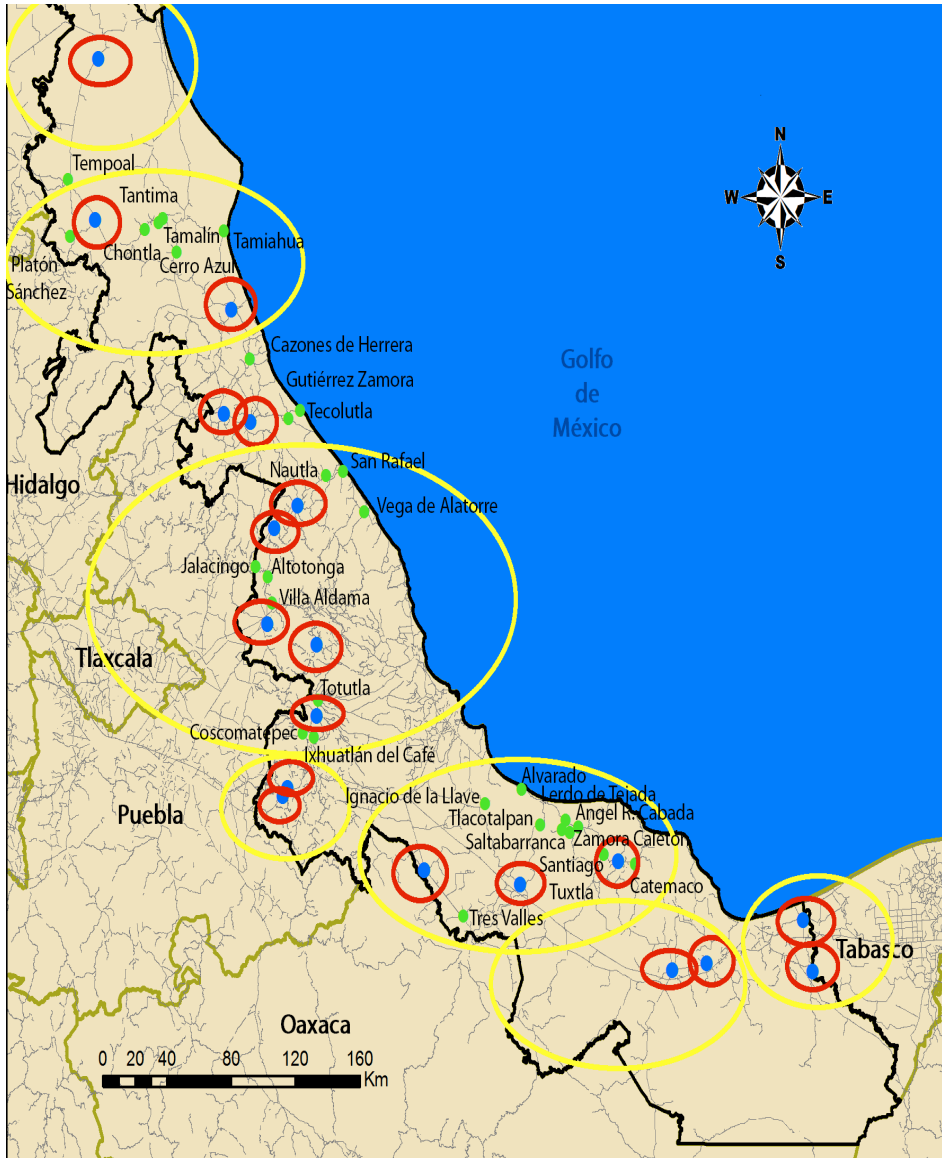 Tempoal
Tantima
Tamalín
Tamiahua
Chontla
Cerro Azul
Platón
Sánchez
N
W
E
S
Cazones de Herrera
Gutiérrez Zamora
Tecolutla
Golfo
de
México
San Rafael
Nautla
Hidalgo
Vega de Alatorre
Jalacingo
Altotonga
Villa Aldama
Tlaxcala
Totutla
Coscomatepec
Ixhuatlán del Café
Puebla
Alvarado
Ignacio de la Llave
Lerdo de Tejada
Tlacotalpan
Angel R. Cabada
Saltabarranca
Zamora Caleton
Santiago
Tuxtla
Catemaco
Tres Valles
Tabasco
Oaxaca
0 20 40 80 120 160
Km